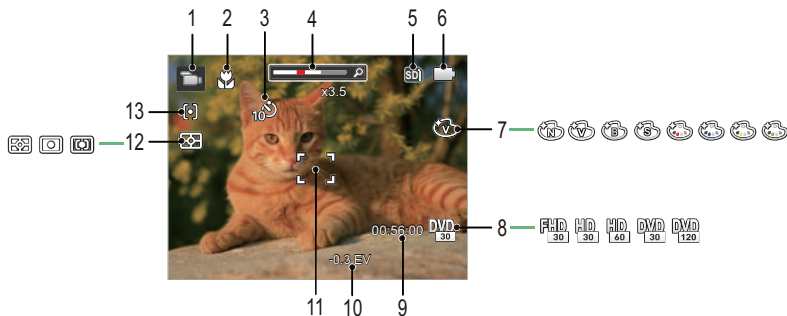 1 2 3 4 5 6
SD
x3.5
10
13
12
V
7
N V B S
00:56:00
DVD 30
8
FHD 30 HD 30 HD 60 DVD 30 DVD 120
-0.3 EV
11 10 9